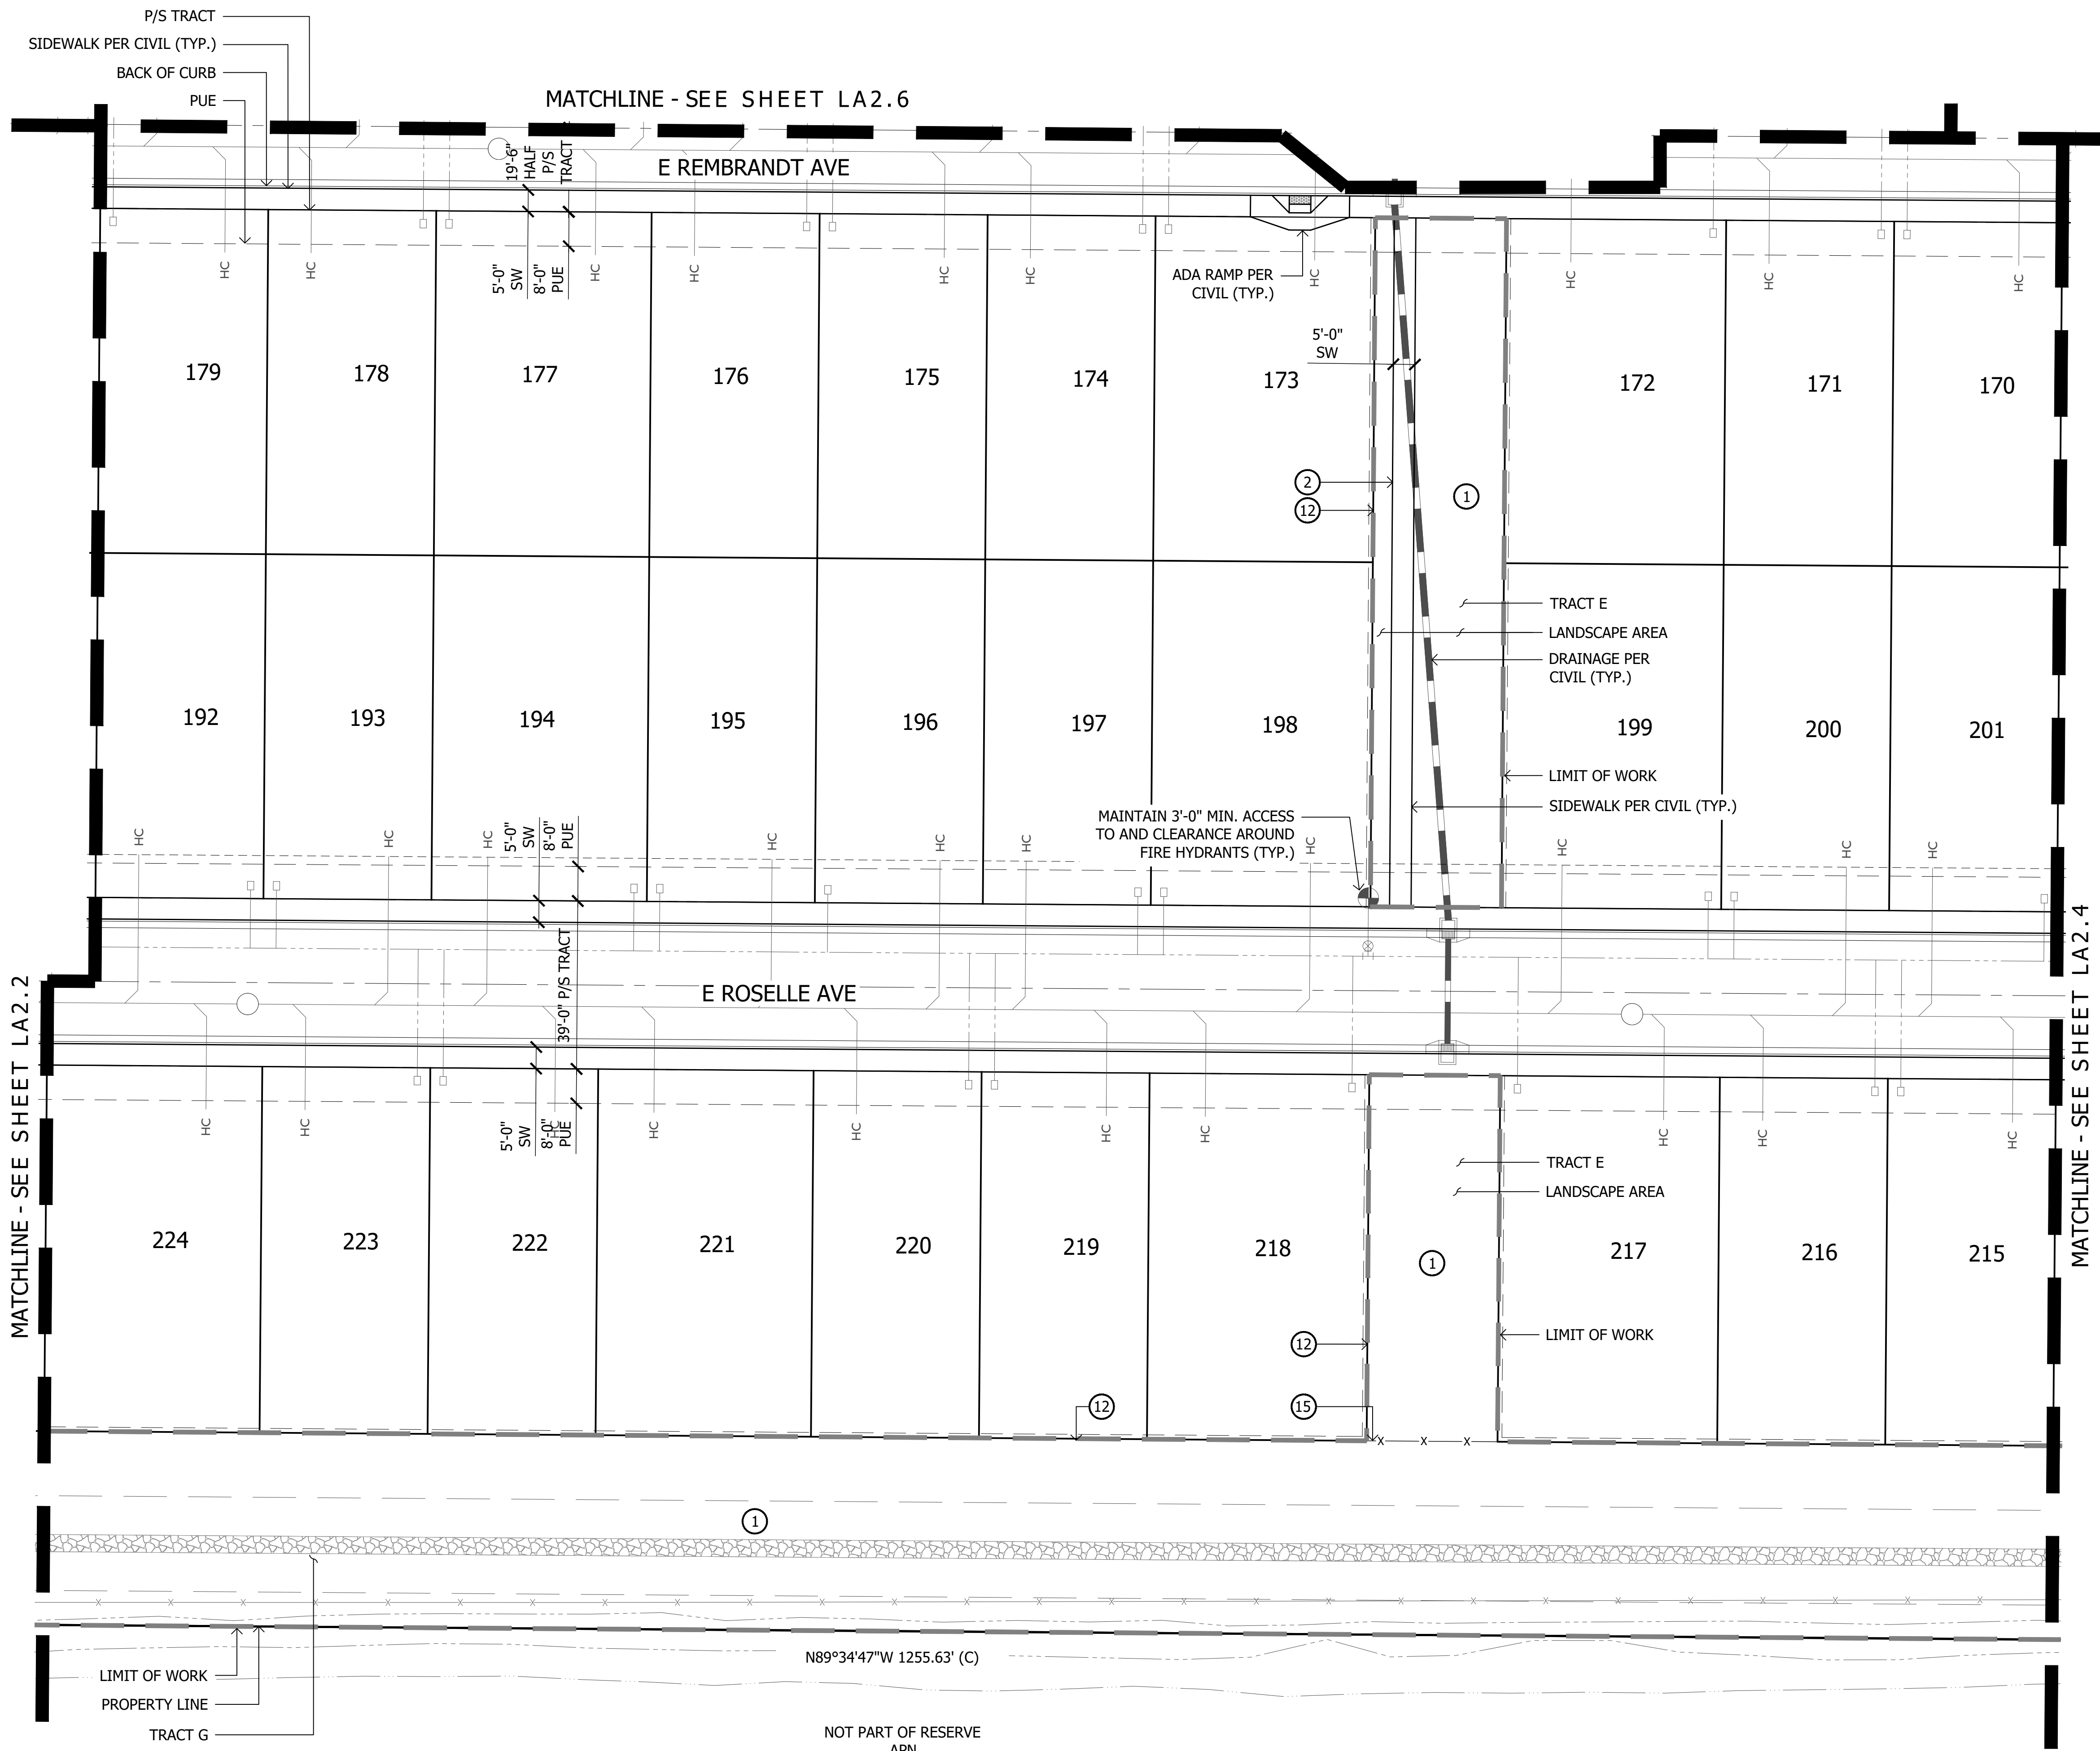 P/S TRACT
SIDEWALK PER CIVIL (TYP.)
BACK OF CURB
PUE
MATCHLINE - SEE SHEET LA2.6
E REMBRANDT AVE
19'-6"
HALF
P/S
TRACT
HC
HC
5'-0"
SW
8'-0"
PUE
HC
HC
HC
HC
ADA RAMP PER
CIVIL (TYP.)
HC
HC
HC
HC
5'-0"
SW
179
178
177
176
175
174
173
172
171
170
2
12
1
TRACT E
LANDSCAPE AREA
DRAINAGE PER
CIVIL (TYP.)
192
193
194
195
196
197
198
199
200
201
LIMIT OF WORK
SIDEWALK PER CIVIL (TYP.)
MAINTAIN 3'-0" MIN. ACCESS
TO AND CLEARANCE AROUND
FIRE HYDRANTS (TYP.)
HC
HC
HC
5'-0"
SW
8'-0"
PUE
HC
HC
HC
HC
HC
HC
HC
39'-0" P/S TRACT
E ROSELLE AVE
MATCHLINE - SEE SHEET LA2.2
MATCHLINE - SEE SHEET LA2.4
HC
HC
5'-0"
SW
8'-0"
PUE
HC
HC
HC
HC
HC
HC
HC
HC
TRACT E
LANDSCAPE AREA
224
223
222
221
220
219
218
1
217
216
215
12
LIMIT OF WORK
12
15
X X X
1
X X X X X X X X X X X X X X X X X X X X X X X X X X X
N89°34'47"W 1255.63' (C)
LIMIT OF WORK
PROPERTY LINE
TRACT G
NOT PART OF RESERVE
APN